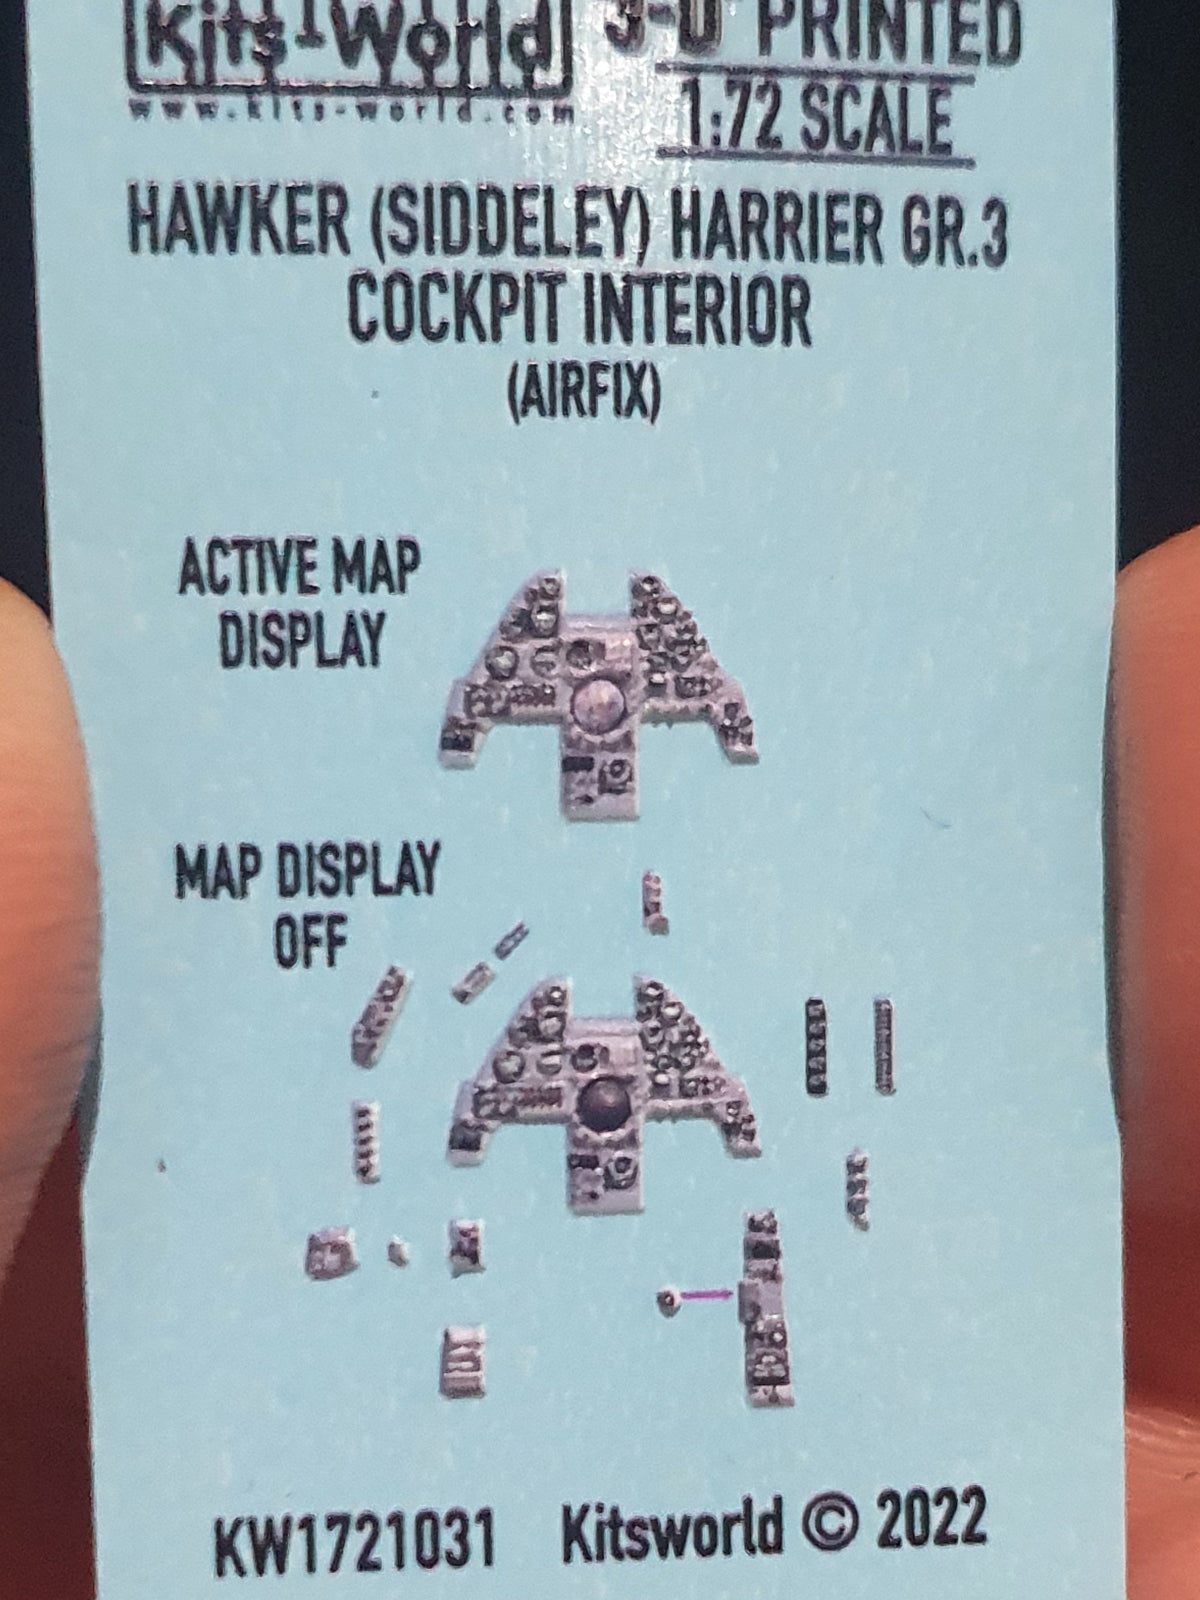 Kits-World 3-D PRINTED
www.kits-world.com 1:72 SCALE
HAWKER (SIDDELEY) HARRIER GR.3
COCKPIT INTERIOR
(AIRFIX)
ACTIVE MAP
DISPLAY
MAP DISPLAY
OFF
KW1721031 Kitsworld © 2022